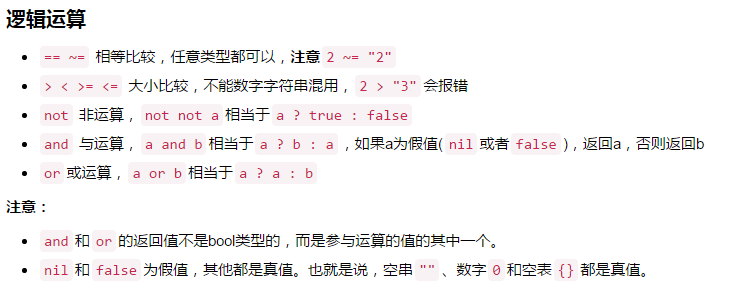 逻辑运算
== ~= 相等比较，任意类型都可以，注意 2 ~= "2"
> < >= <= 大小比较，不能数字字符串混用， 2 > "3" 会报错
not 非运算， not not a 相当于 a ? true : false
and 与运算， a and b 相当于 a ? b : a ，如果a为假值( nil 或者 false )，返回a，否则返回b
or 或运算， a or b 相当于 a ? a : b
注意：
and 和 or 的返回值不是bool类型的，而是参与运算的值的其中一个。
nil 和 false 为假值，其他都是真值。也就是说，空串 "" 、数字 0 和空表 {} 都是真值。